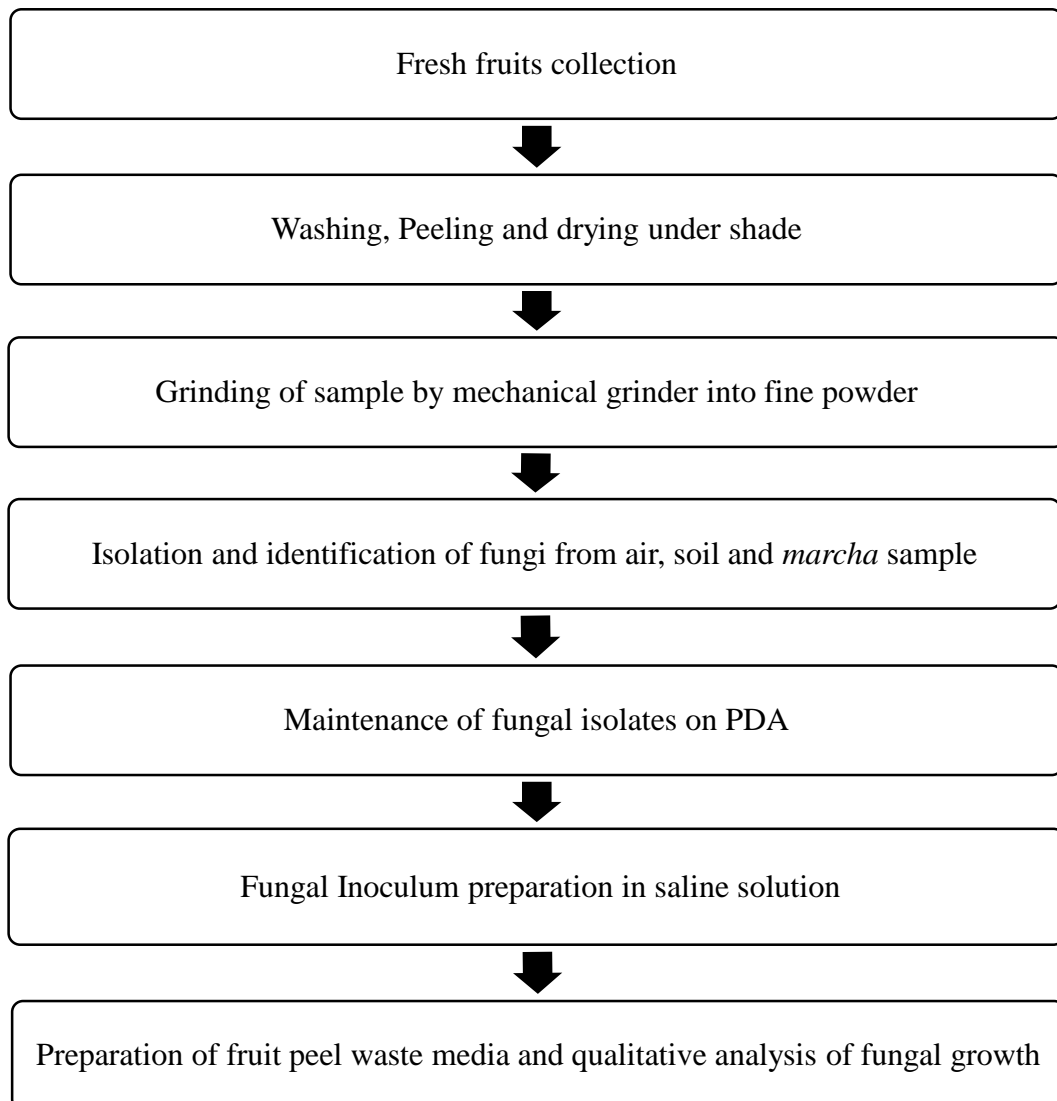 Fresh fruits collection
Washing, Peeling and drying under shade
Grinding of sample by mechanical grinder into fine powder
Isolation and identification of fungi from air, soil and marcha sample
Maintenance of fungal isolates on PDA
Fungal Inoculum preparation in saline solution
Preparation of fruit peel waste media and qualitative analysis of fungal growth